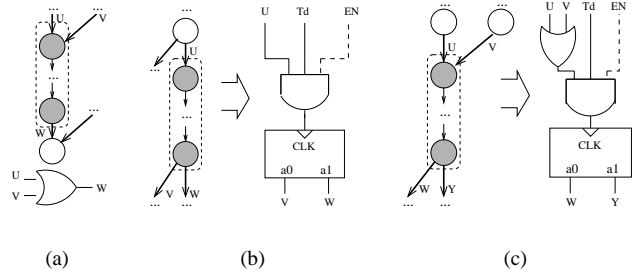 ... ...
U V
...
W ...
...
U
V W
(a)
...
U
...
...
V W
... ...
U Td EN
CLK
a0 a1
V W
(b)
... ...
U V
...
...
W Y
... ...
U V Td EN
CLK
a0 a1
W Y
(c)